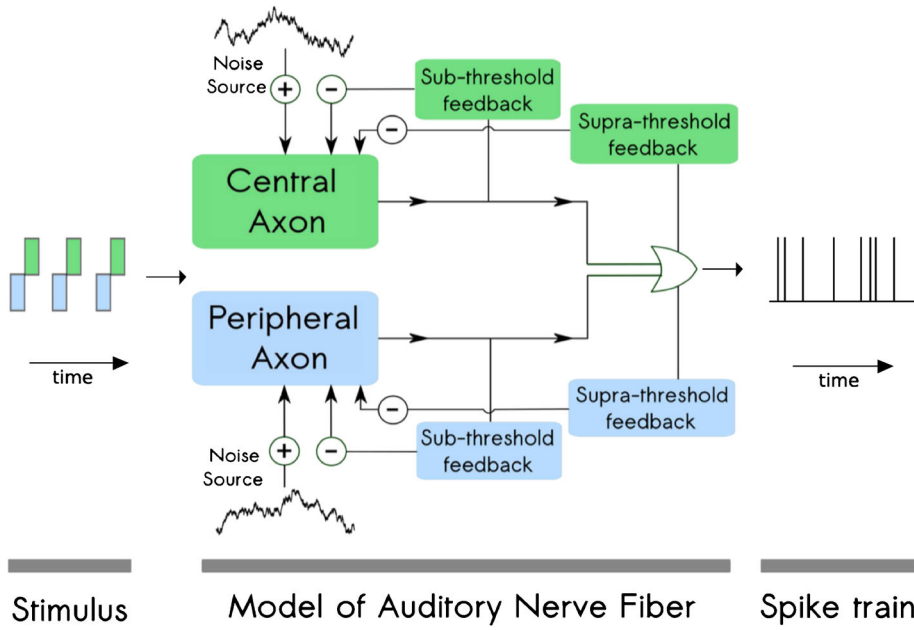 Noise
Source
+
−
Sub-threshold
feedback
−
Supra-threshold
feedback
Central
Axon
time
Peripheral
Axon
time
Supra-threshold
feedback
−
Noise
Source
+
−
Sub-threshold
feedback
Stimulus
Model of Auditory Nerve Fiber
Spike train